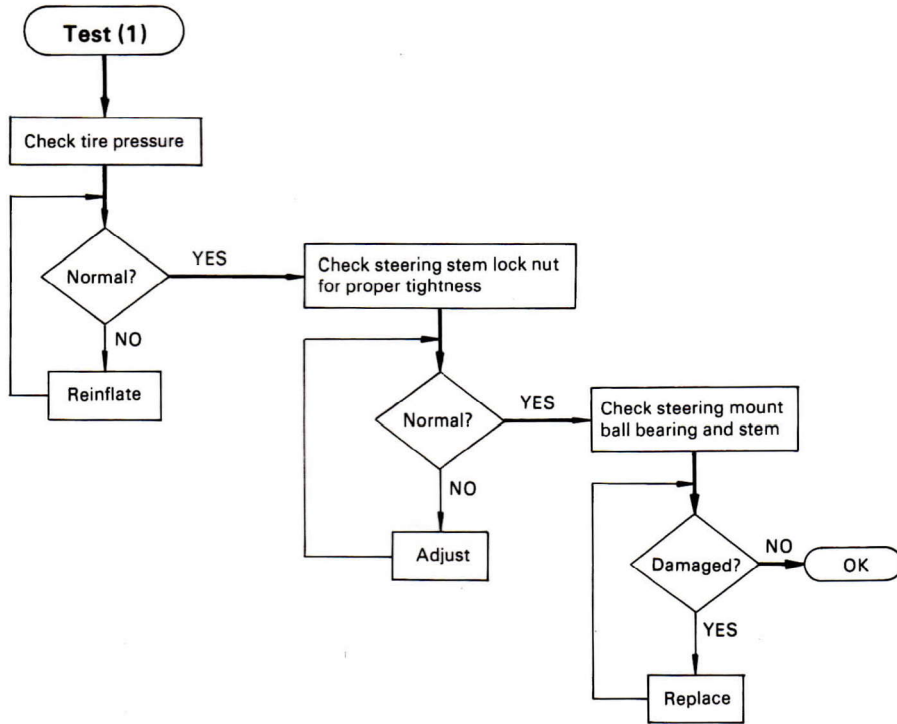 Test (1)
Check tire pressure
Normal?
YES
NO
Reinflate
Check steering stem lock nut
for proper tightness
Normal?
YES
NO
Adjust
Check steering mount
ball bearing and stem
Damaged?
NO
OK
YES
Replace